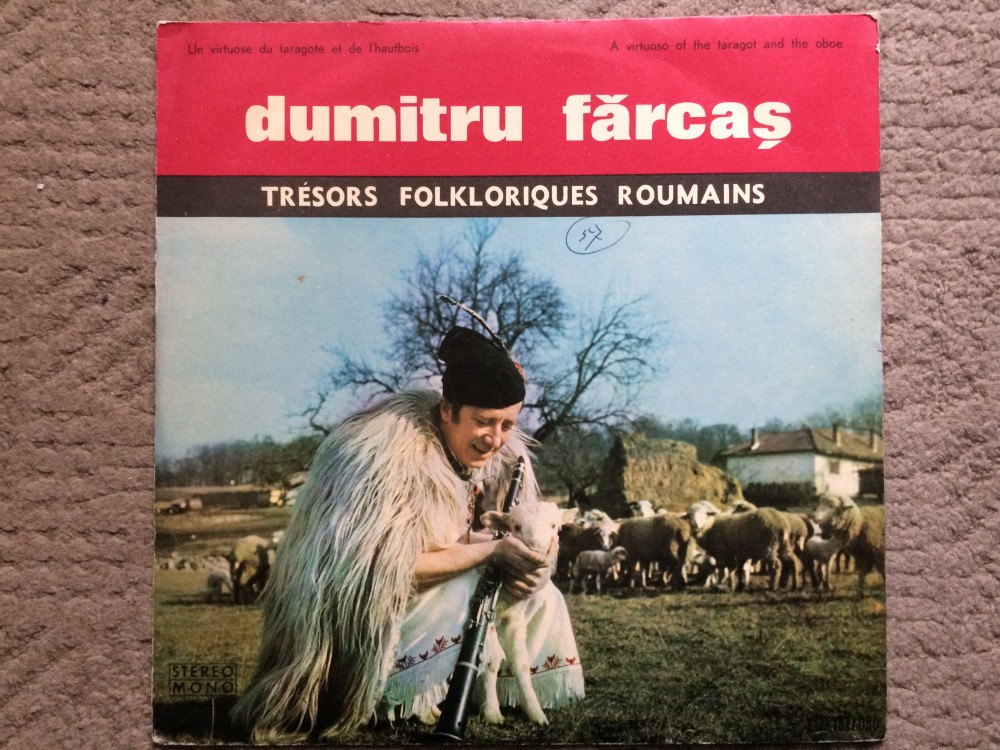 Un virtuose du taragote et de l'hautbois
A virtuoso of the taragot and the oboe
dumitru fărcaș
TRÉSORS FOLKLORIQUES ROUMAINS
STEREO
MONO